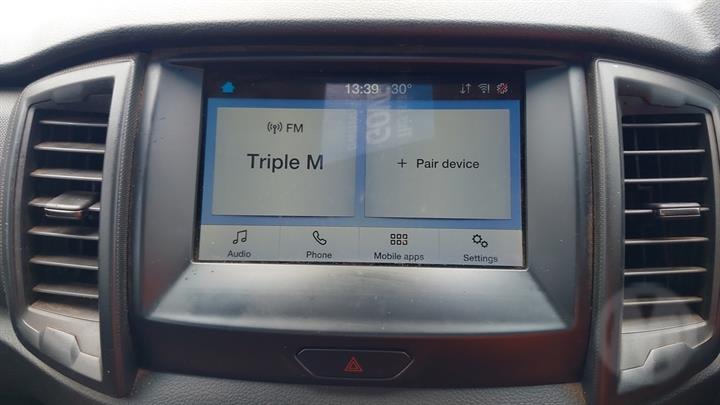 13:39 -30°
FM
Triple M
+ Pair device
Audio
Phone
Mobile apps
Settings